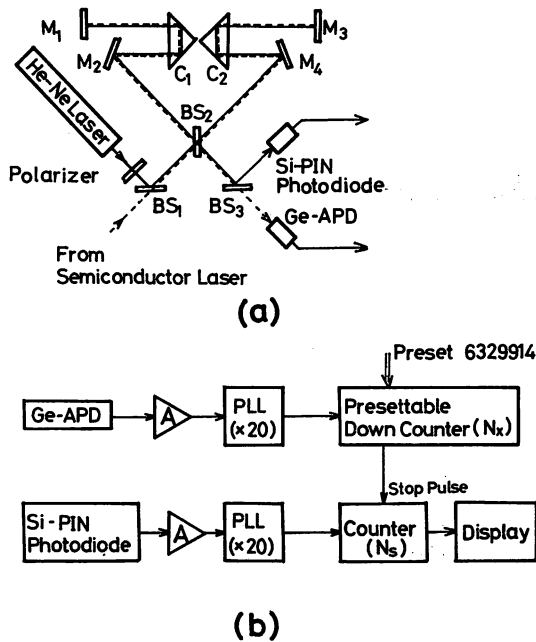 M1
M2
C1
C2
M3
M4
He-Ne Laser
BS2
Polarizer
BS1
BS3
Si-PIN
Photodiode
Ge-APD
From
Semiconductor Laser
(a)
Preset 6329914
Ge-APD
A
PLL
(×20)
Presettable
Down Counter (Nx)
Stop Pulse
Si-PIN
Photodiode
A
PLL
(×20)
Counter
(Ns)
Display
(b)